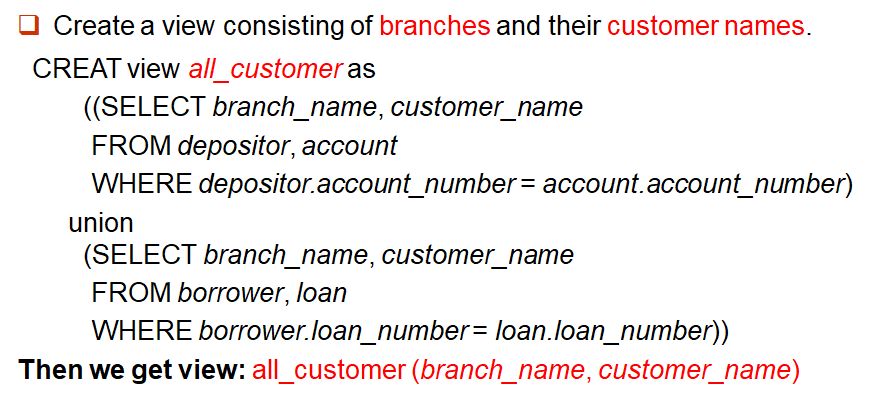 ❑ Create a view consisting of branches and their customer names.
CREAT view all_customer as
((SELECT branch_name, customer_name
FROM depositor, account
WHERE depositor.account_number = account.account_number)
union
(SELECT branch_name, customer_name
FROM borrower, loan
WHERE borrower.loan_number = loan.loan_number))
Then we get view: all_customer (branch_name, customer_name)